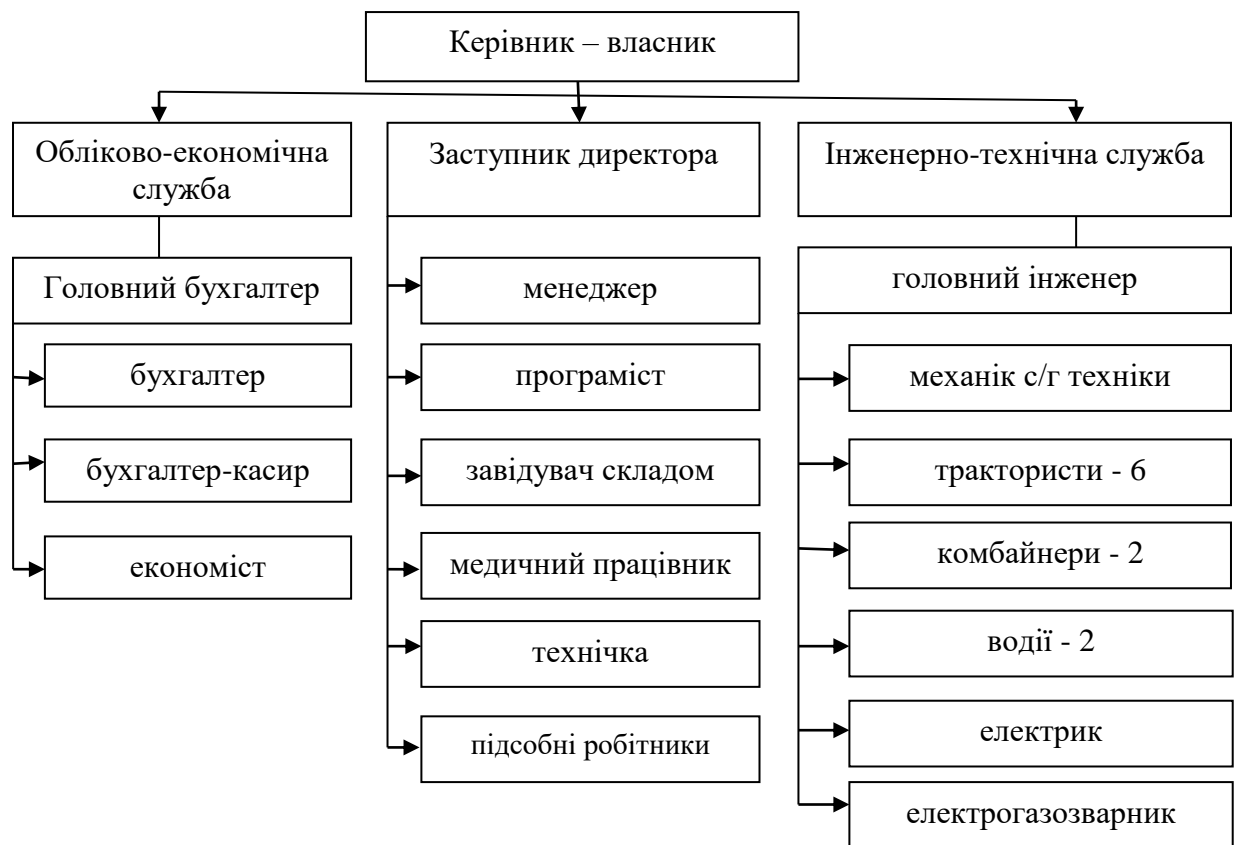 Керівник – власник
Обліково-економічна
служба
Заступник директора
Інженерно-технічна служба
Головний бухгалтер
бухгалтер
бухгалтер-касир
економіст
менеджер
програміст
завідувач складом
медичний працівник
технічка
підсобні робітники
головний інженер
механік с/г техніки
трактористи - 6
комбайнери - 2
водії - 2
електрик
електрогазозварник